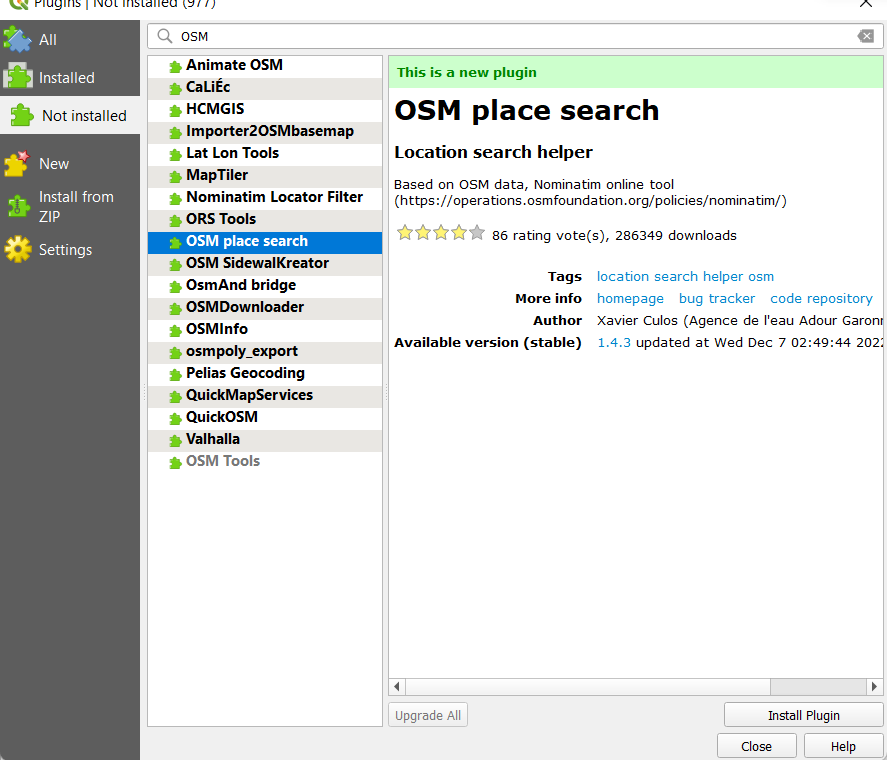 Plugins | Not installed (977)
All
Installed
Not installed
New
Install from
ZIP
Settings
OSM
Animate OSM
CaLiÉc
HCMGIS
Importer2OSMbasemap
Lat Lon Tools
MapTiler
Nominatim Locator Filter
ORS Tools
OSM place search
OSM SidewalKreator
OsmAnd bridge
OSMDownloader
OSMInfo
osmpoly_export
Pelias Geocoding
QuickMapServices
QuickOSM
Valhalla
OSM Tools
This is a new plugin
OSM place search
Location search helper
Based on OSM data, Nominatim online tool
(https://operations.osmfoundation.org/policies/nominatim/)
86 rating vote(s), 286349 downloads
Tags location search helper osm
More info homepage bug tracker code repository
Author Xavier Culos (Agence de l'eau Adour Garonn
Available version (stable) 1.4.3 updated at Wed Dec 7 02:49:44 2022
Upgrade All
Install Plugin
Close
Help